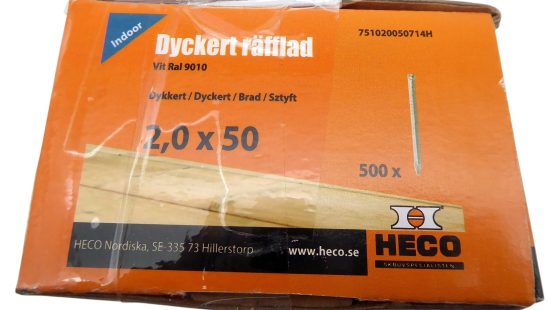 Indoor
Dyckert räfflad
Vit Ral 9010
751020050714H
Dykkert / Dyckert / Brad / Sztyft
2,0 x 50
500 x
HECO
SKRUVSPECIALISTEN
HECO Nordiska, SE-335 73 Hillerstorp
www.heco.se